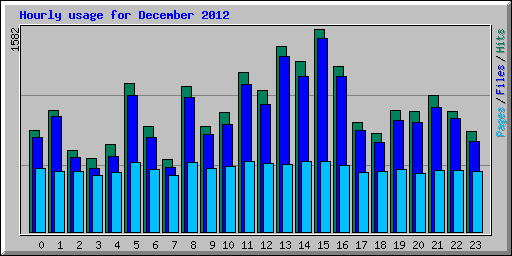 Hourly usage for December 2012
1582
Pages / Files / Hits
0 1 2 3 4 5 6 7 8 9 10 11 12 13 14 15 16 17 18 19 20 21 22 23